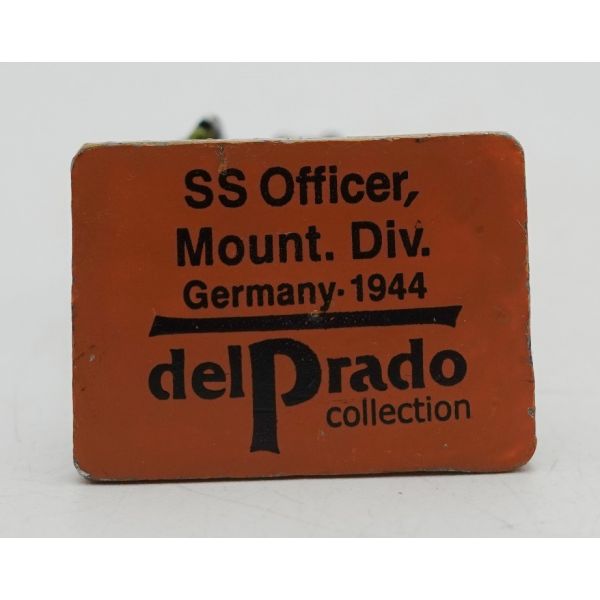 SS Officer,
Mount. Div.
Germany·1944
delPrado
collection